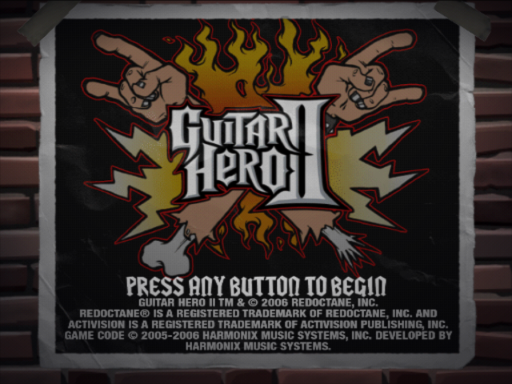 GUITAR
HERO II
PRESS ANY BUTTON TO BEGIN
GUITAR HERO II TM & © 2006 REDOCTANE, INC.
REDOCTANE® IS A REGISTERED TRADEMARK OF REDOCTANE, INC. AND
ACTIVISION IS A REGISTERED TRADEMARK OF ACTIVISION PUBLISHING, INC.
GAME CODE © 2005-2006 HARMONIX MUSIC SYSTEMS, INC. DEVELOPED BY
HARMONIX MUSIC SYSTEMS.